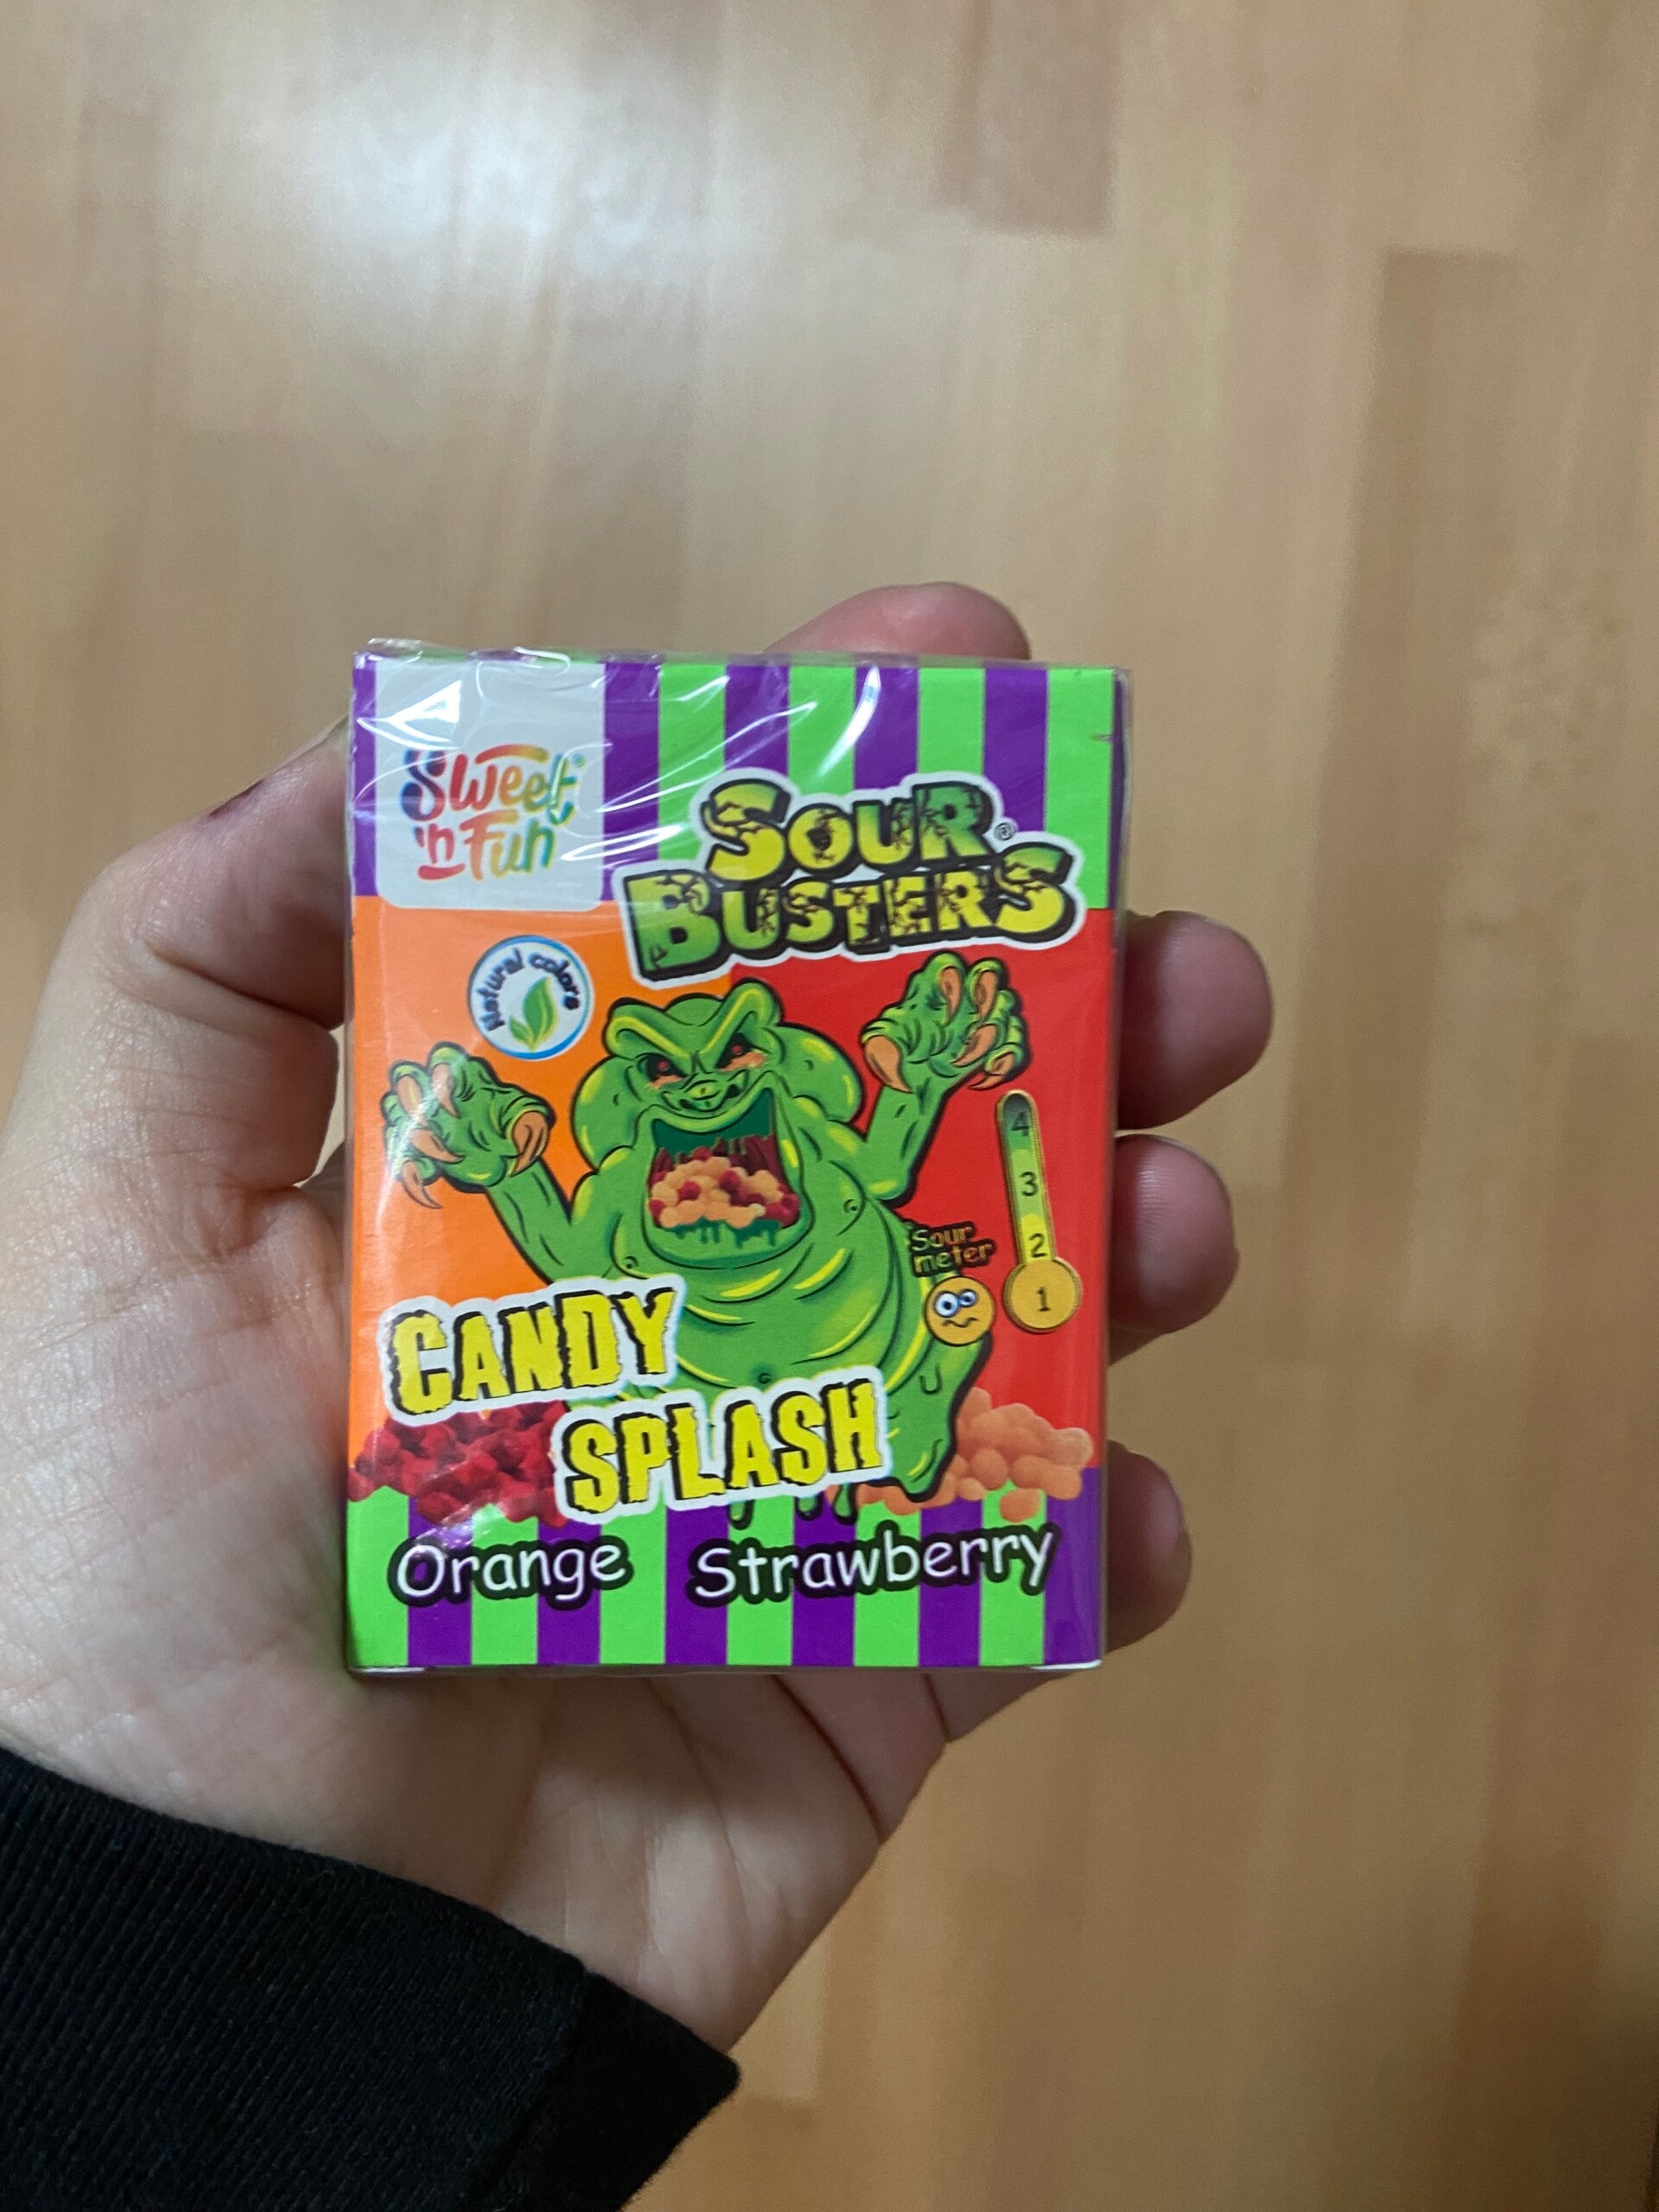 Sweet®
'n Fun
SOUR®
BUSTERS
Natural colors
4
3
2
1
Sour
meter
CANDY
SPLASH
Orange Strawberry